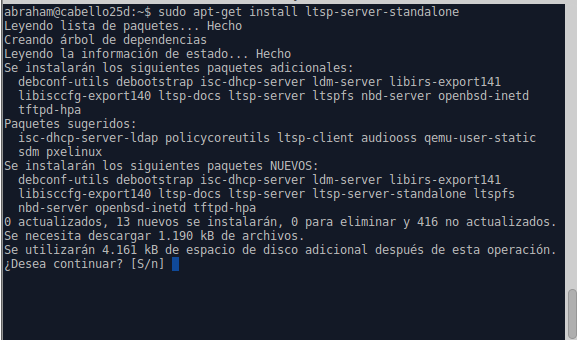 abraham@cabello25d:~$ sudo apt-get install ltsp-server-standalone
Leyendo lista de paquetes... Hecho
Creando árbol de dependencias
Leyendo la información de estado... Hecho
Se instalarán los siguientes paquetes adicionales:
debconf-utils debootstrap isc-dhcp-server ldm-server libirs-export141
libisccfg-export140 ltsp-docs ltsp-server ltspfs nbd-server openbsd-inetd
tftpd-hpa
Paquetes sugeridos:
isc-dhcp-server-ldap policycoreutils ltsp-client audiooss qemu-user-static
sdm pxelinux
Se instalarán los siguientes paquetes NUEVOS:
debconf-utils debootstrap isc-dhcp-server ldm-server libirs-export141
libisccfg-export140 ltsp-docs ltsp-server ltsp-server-standalone ltspfs
nbd-server openbsd-inetd tftpd-hpa
0 actualizados, 13 nuevos se instalarán, 0 para eliminar y 416 no actualizados.
Se necesita descargar 1.190 kB de archivos.
Se utilizarán 4.161 kB de espacio de disco adicional después de esta operación.
¿Desea continuar? [S/n]